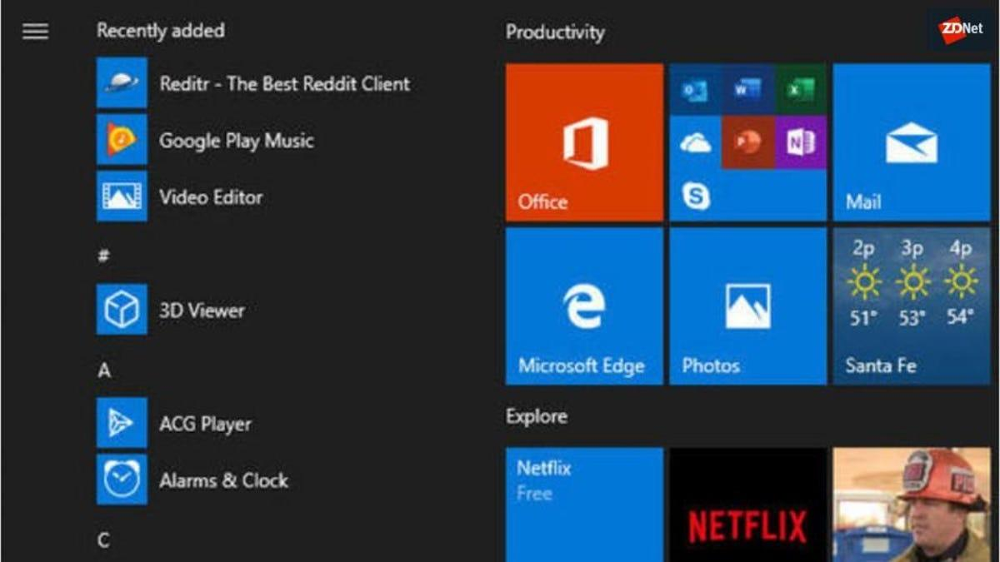 Recently added
Reditr - The Best Reddit Client
Google Play Music
Video Editor
#
3D Viewer
A
ACG Player
Alarms & Clock
C
Productivity
ZDNet
Office
Mail
Microsoft Edge
Photos
2p 3p 4p
51° 53° 54°
Santa Fe
Explore
Netflix
Free
NETFLIX